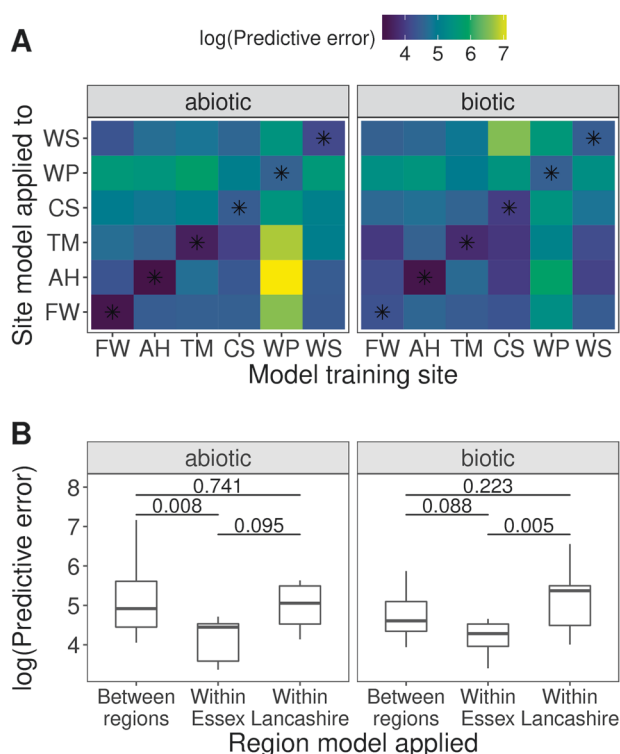 A
log(Predictive error)
4 5 6 7
abiotic biotic
Site model applied to
WS
WP
CS
TM
AH
FW
FW AH TM CS WP WS FW AH TM CS WP WS
Model training site
B
abiotic biotic
log(Predictive error)
8
7
6
5
4
0.741 0.223
0.008 0.088
0.095 0.005
Between Within Within Between Within Within
regions Essex Lancashire regions Essex Lancashire
Region model applied